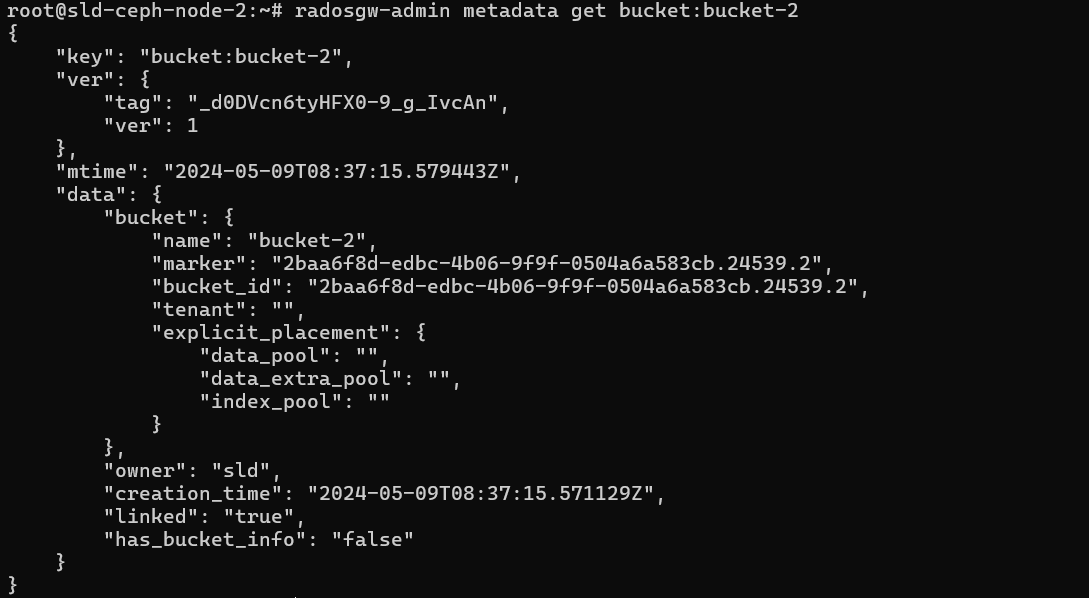 root@sld-ceph-node-2:~# radosgw-admin metadata get bucket:bucket-2
{
    "key": "bucket:bucket-2",
    "ver": {
        "tag": "_d0DVcn6tyHFX0-9_g_IvcAn",
        "ver": 1
    },
    "mtime": "2024-05-09T08:37:15.579443Z",
    "data": {
        "bucket": {
            "name": "bucket-2",
            "marker": "2baa6f8d-edbc-4b06-9f9f-0504a6a583cb.24539.2",
            "bucket_id": "2baa6f8d-edbc-4b06-9f9f-0504a6a583cb.24539.2",
            "tenant": "",
            "explicit_placement": {
                "data_pool": "",
                "data_extra_pool": "",
                "index_pool": ""
            }
        },
        "owner": "sld",
        "creation_time": "2024-05-09T08:37:15.571129Z",
        "linked": "true",
        "has_bucket_info": "false"
    }
}